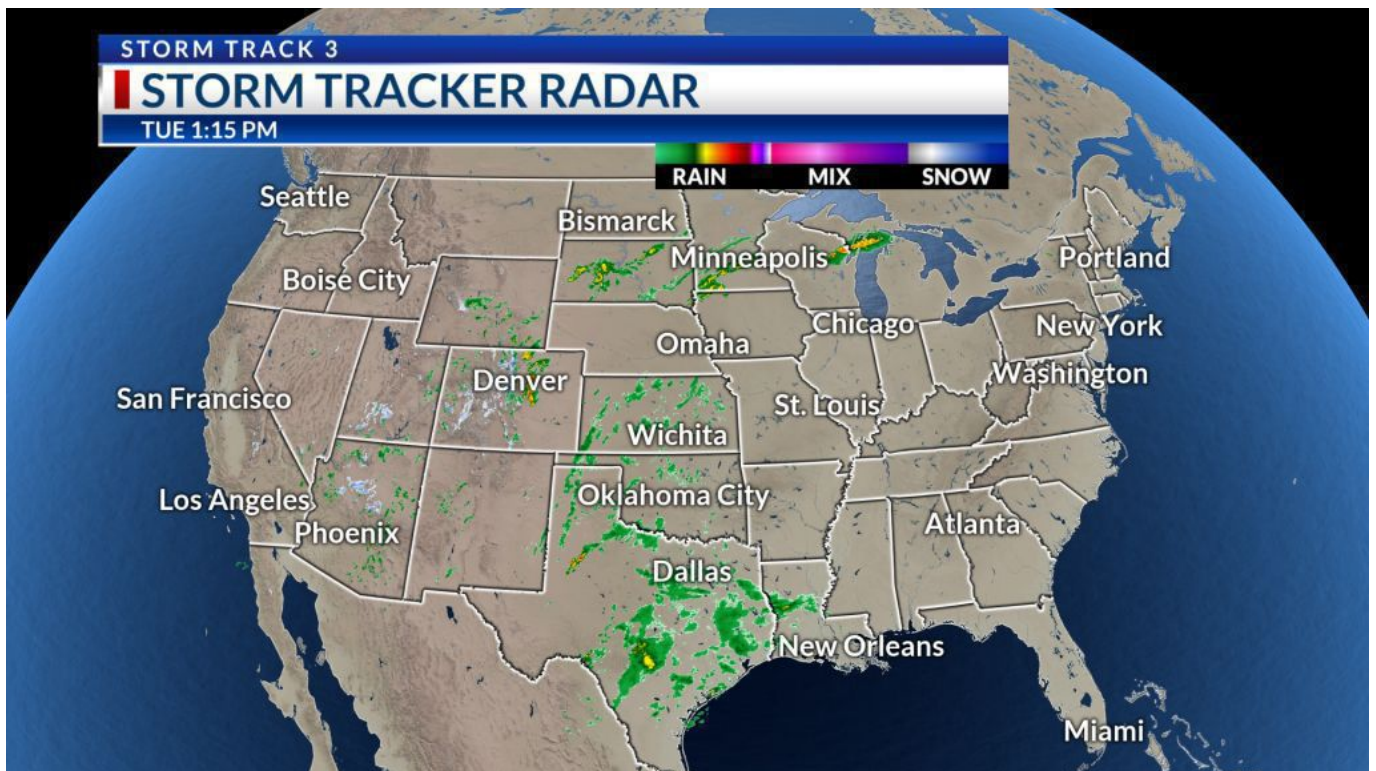 STORM TRACK 3
STORM TRACKER RADAR
TUE 1:15 PM
RAIN MIX SNOW
Seattle
Bismarck
Minneapolis
Portland
Boise City
Chicago
New York
Omaha
Denver
Washington
San Francisco
St. Louis
Wichita
Los Angeles
Oklahoma City
Phoenix
Atlanta
Dallas
New Orleans
Miami